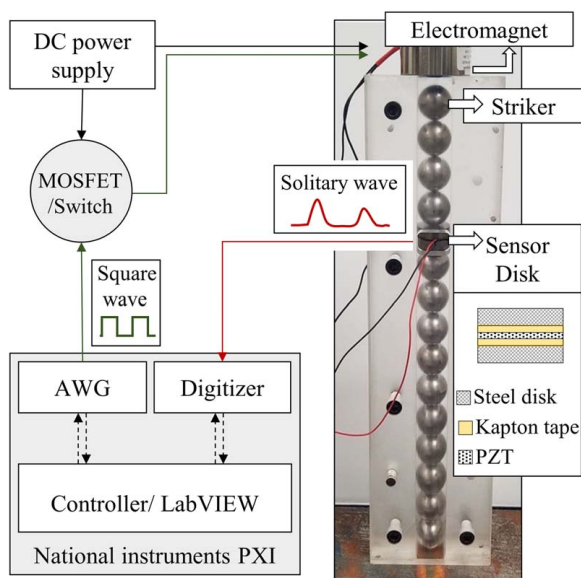 DC power
supply
Electromagnet
Striker
MOSFET
/Switch
Solitary wave
Sensor
Disk
Square
wave
AWG
Digitizer
Steel disk
Kapton tape
PZT
Controller/ LabVIEW
National instruments PXI